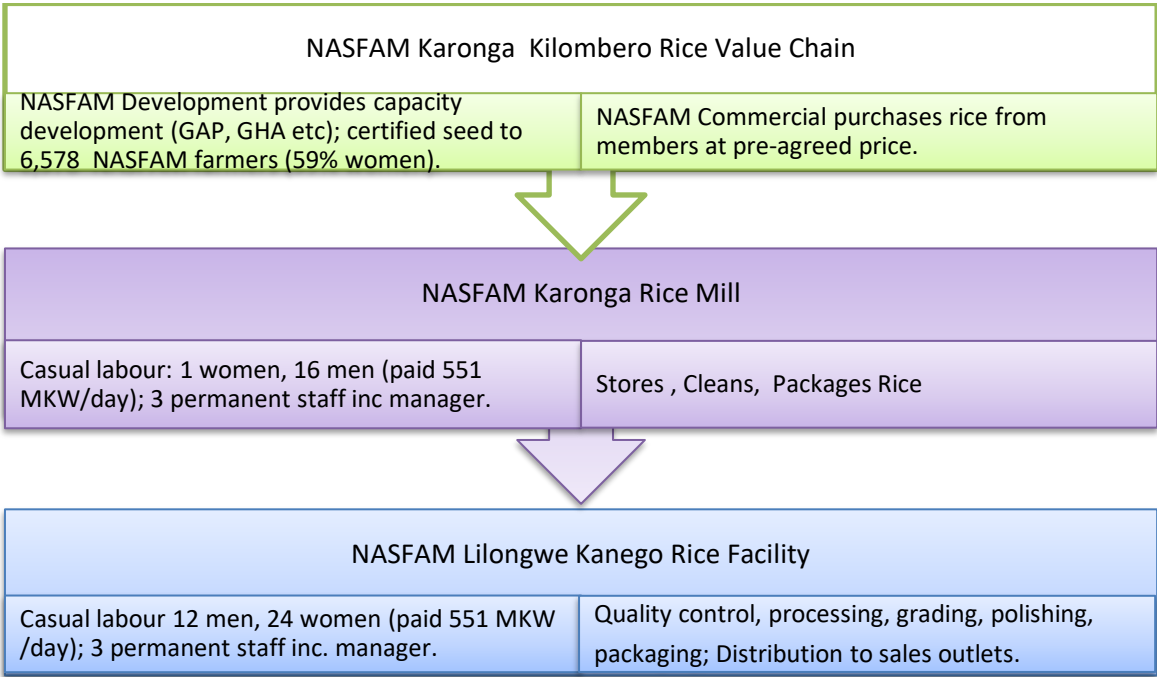 NASFAM Karonga  Kilombero Rice Value Chain
NASFAM Development provides capacity
development (GAP, GHA etc); certified seed to
6,578  NASFAM farmers (59% women).
NASFAM Commercial purchases rice from
members at pre-agreed price.
NASFAM Karonga Rice Mill
Casual labour: 1 women, 16 men (paid 551
MKW/day); 3 permanent staff inc manager.
Stores , Cleans,  Packages Rice
NASFAM Lilongwe Kanego Rice Facility
Casual labour 12 men, 24 women (paid 551 MKW
/day); 3 permanent staff inc. manager.
Quality control, processing, grading, polishing,
packaging; Distribution to sales outlets.